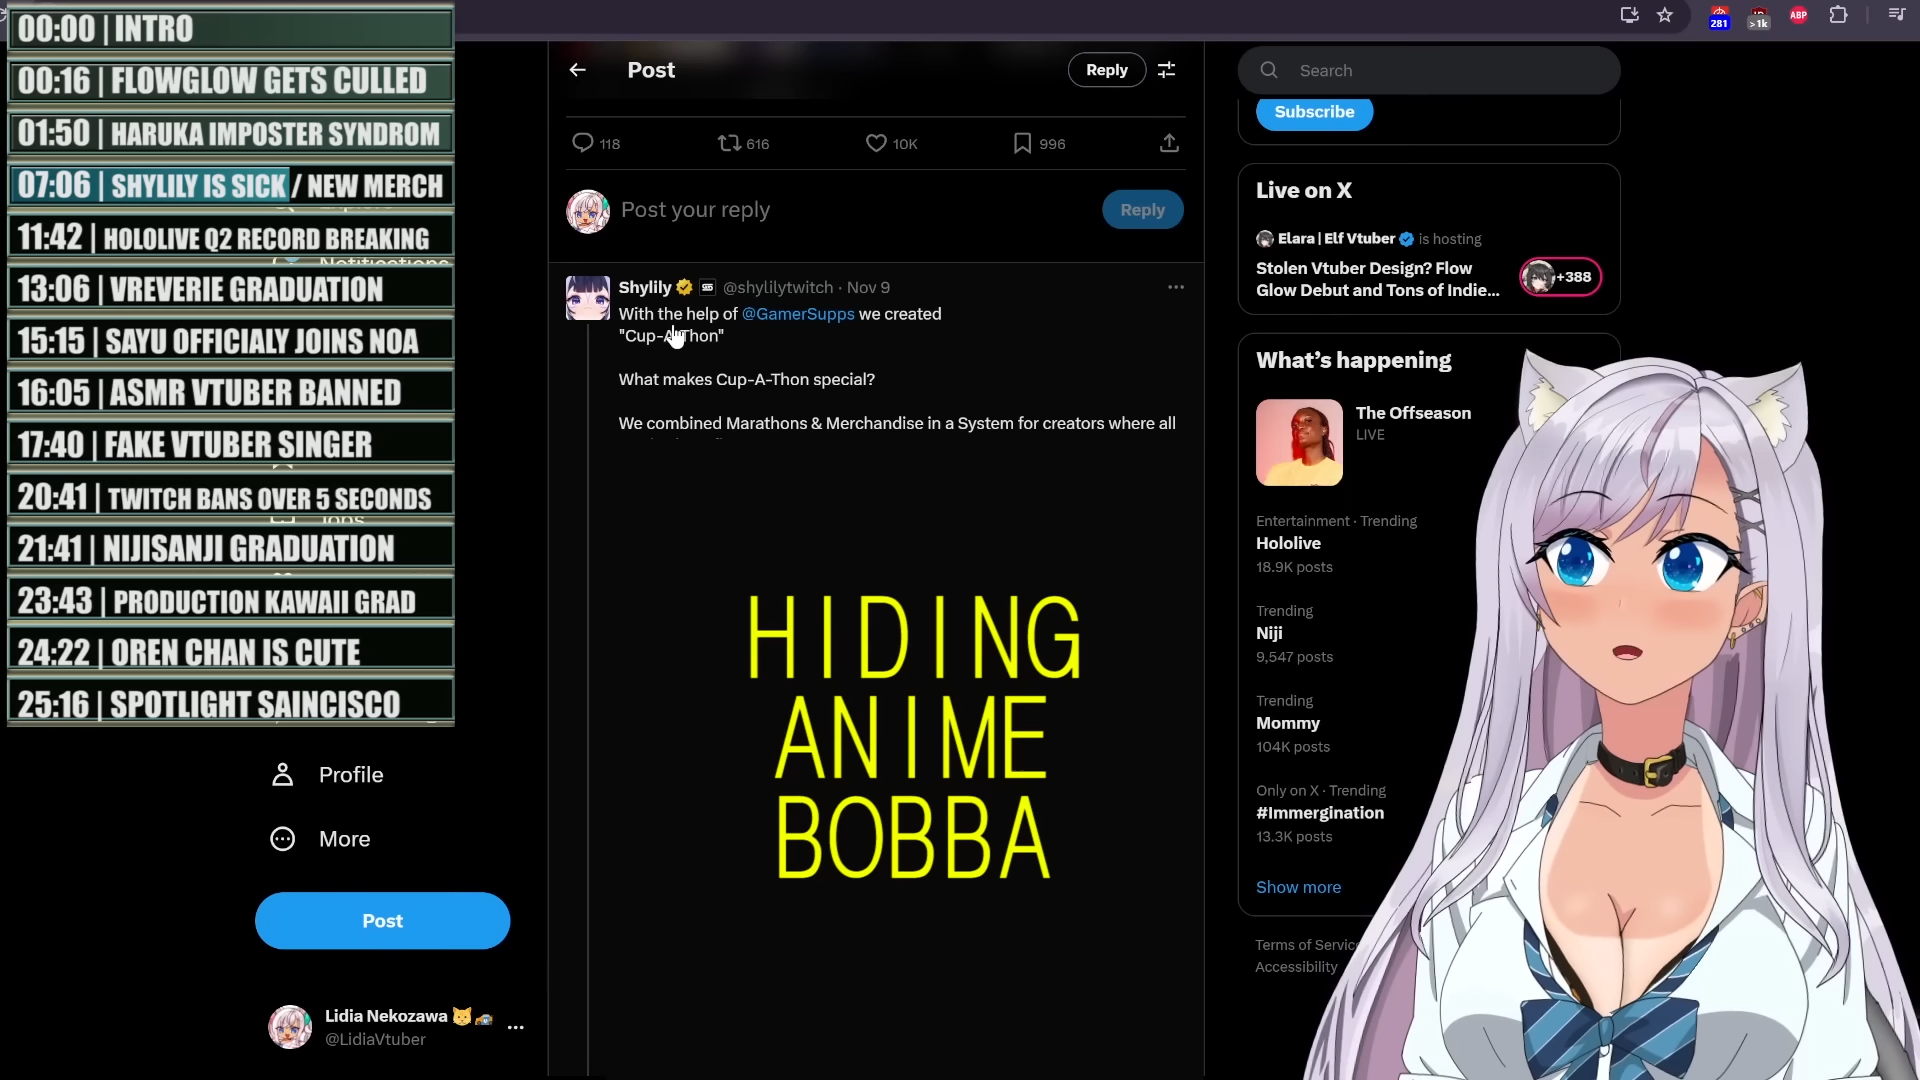 00:00 | INTRO
00:16 | FLOWGLOW GETS CULLED
01:50 | HARUKA IMPOSTER SYNDROM
07:06 | SHYLILY IS SICK / NEW MERCH
11:42 | HOLOLIVE Q2 RECORD BREAKING
13:06 | VREVERIE GRADUATION
15:15 | SAYU OFFICIALY JOINS NOA
16:05 | ASMR VTUBER BANNED
17:40 | FAKE VTUBER SINGER
20:41 | TWITCH BANS OVER 5 SECONDS
21:41 | NIJISANJI GRADUATION
23:43 | PRODUCTION KAWAII GRAD
24:22 | OREN CHAN IS CUTE
25:16 | SPOTLIGHT SAINCISCO
Profile
More
Post
Lidia Nekozawa
@LidiaVtuber
Post
Reply
118 616 10K 996
Post your reply
Reply
Shylily @shylilytwitch · Nov 9
With the help of @GamerSupps we created
"Cup-A-Thon"
What makes Cup-A-Thon special?
We combined Marathons & Merchandise in a System for creators where all
HIDING
ANIME
BOBBA
281 >1k ABP
Search
Subscribe
Live on X
Elara | Elf Vtuber is hosting
Stolen Vtuber Design? Flow
Glow Debut and Tons of Indie...
+388
What's happening
The Offseason
LIVE
Entertainment · Trending
Hololive
18.9K posts
Trending
Niji
9,547 posts
Trending
Mommy
104K posts
Only on X · Trending
#Immergination
13.3K posts
Show more
Terms of Servic
Accessibility